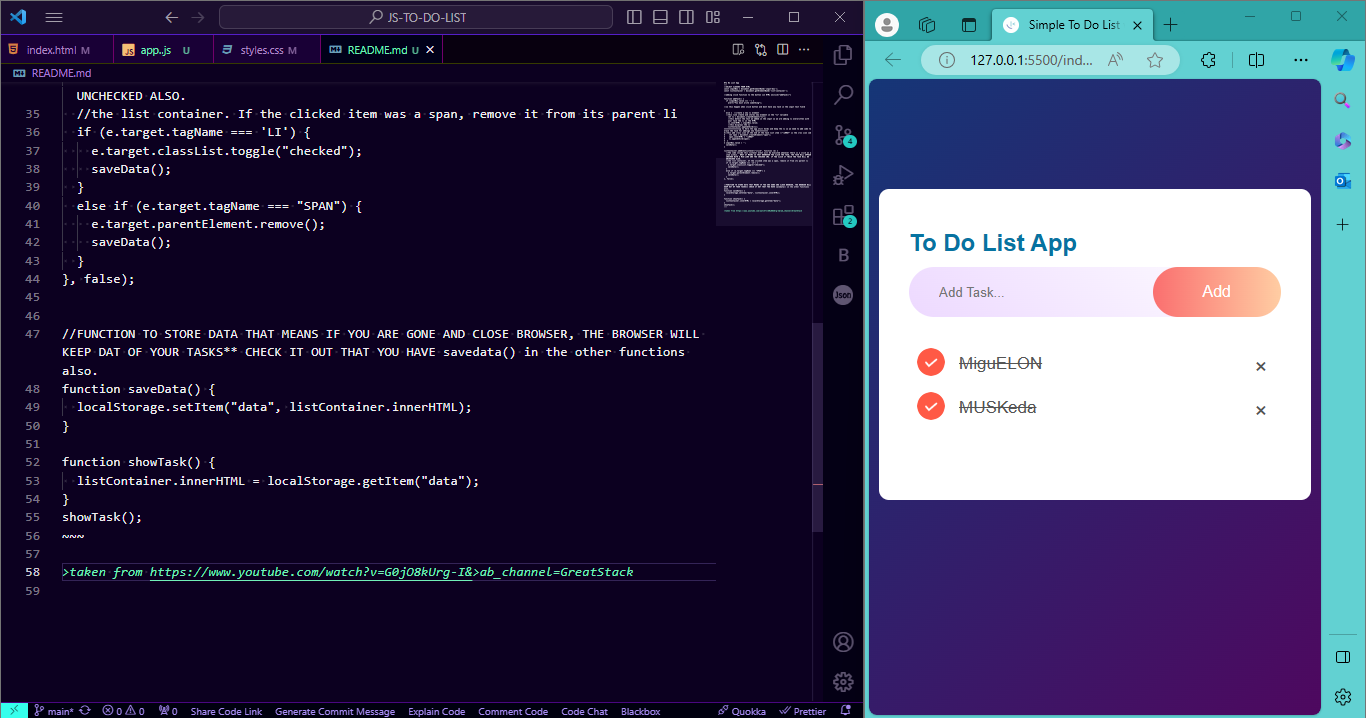 JS-TO-DO-LIST
index.html M
JS app.js U
styles.css M
README.md U
README.md
UNCHECKED ALSO.
35 //the list container. If the clicked item was a span, remove it from its parent li
36 if (e.target.tagName === 'LI') {
37 e.target.classList.toggle("checked");
38 saveData();
39 }
40 else if (e.target.tagName === "SPAN") {
41 e.target.parentElement.remove();
42 saveData();
43 }
44 }, false);
45
46
47 //FUNCTION TO STORE DATA THAT MEANS IF YOU ARE GONE AND CLOSE BROWSER, THE BROWSER WILL
KEEP DAT OF YOUR TASKS** CHECK IT OUT THAT YOU HAVE savedata() in the other functions
also.
48 function saveData() {
49 localStorage.setItem("data", listContainer.innerHTML);
50 }
51
52 function showTask() {
53 listContainer.innerHTML = localStorage.getItem("data");
54 }
55 showTask();
56 ~~~
57
58 >taken from https://www.youtube.com/watch?v=G0jO8kUrg-I&>ab_channel=GreatStack
59
4
2
B
Json
main* 0 0 0 Share Code Link Generate Commit Message Explain Code Comment Code Code Chat Blackbox Quokka Prettier
Simple To Do List
127.0.0.1:5500/ind...
To Do List App
Add Task...
Add
MiguELON
MUSKeda